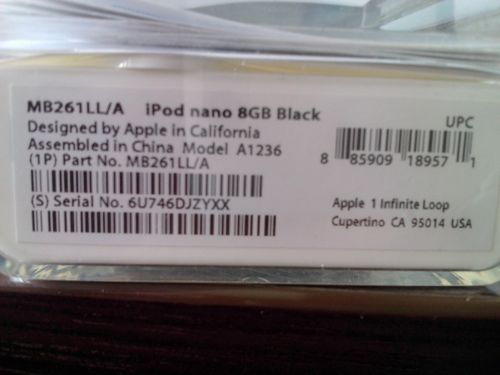 MB261LL/A iPod nano 8GB Black
Designed by Apple in California
Assembled in China Model A1236
(1P) Part No. MB261LL/A
(S) Serial No. 6U746DJZYXX
UPC
8 85909 18957 1
Apple 1 Infinite Loop
Cupertino CA 95014 USA